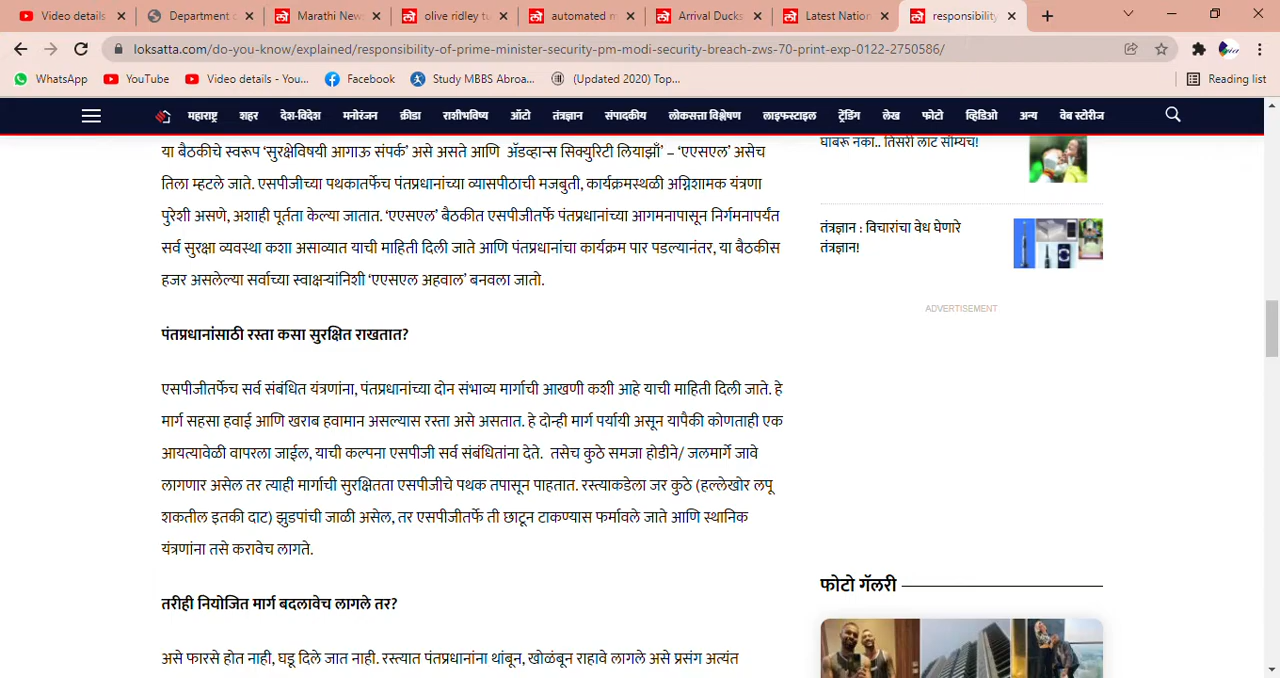 Video details
Department c
Marathi New
olive ridley tu
automated m
Arrival Ducks
Latest Nation
responsibility
loksatta.com/do-you-know/explained/responsibility-of-prime-minister-security-pm-modi-security-breach-zws-70-print-exp-0122-2750586/
WhatsApp
YouTube
Video details - You...
Facebook
Study MBBS Abroa...
(Updated 2020) Top...
Reading list
महाराष्ट्र शहर देश-विदेश मनोरंजन क्रीडा राशीभविष्य ऑटो तंत्रज्ञान संपादकीय लोकसत्ता विश्लेषण लाइफस्टाइल ट्रेंडिंग लेख फोटो व्हिडिओ अन्य वेब स्टोरीज
या बैठकीचे स्वरूप ‘सुरक्षेविषयी आगाऊ संपर्क’ असे असते आणि अ‍ॅडव्हान्स सिक्युरिटी लियाझाँ’ – ‘एएसएल’ असेच
तिला म्हटले जाते. एसपीजीच्या पथकातर्फेच पंतप्रधानांच्या व्यासपीठाची मजबुती, कार्यक्रमस्थळी अग्निशामक यंत्रणा
पुरेशी असणे, अशाही पूर्तता केल्या जातात. ‘एएसएल’ बैठकीत एसपीजीतर्फे पंतप्रधानांच्या आगमनापासून निर्गमनापर्यंत
सर्व सुरक्षा व्यवस्था कशा असाव्यात याची माहिती दिली जाते आणि पंतप्रधानांचा कार्यक्रम पार पडल्यानंतर, या बैठकीस
हजर असलेल्या सर्वाच्या स्वाक्षऱ्यांनिशी ‘एएसएल अहवाल’ बनवला जातो.
पंतप्रधानांसाठी रस्ता कसा सुरक्षित राखतात?
एसपीजीतर्फेच सर्व संबंधित यंत्रणांना, पंतप्रधानांच्या दोन संभाव्य मार्गाची आखणी कशी आहे याची माहिती दिली जाते. हे
मार्ग सहसा हवाई आणि खराब हवामान असल्यास रस्ता असे असतात. हे दोन्ही मार्ग पर्यायी असून यापैकी कोणताही एक
आयत्यावेळी वापरला जाईल, याची कल्पना एसपीजी सर्व संबंधितांना देते. तसेच कुठे समजा होडीने/ जलमार्गे जावे
लागणार असेल तर त्याही मार्गाची सुरक्षितता एसपीजीचे पथक तपासून पाहतात. रस्त्याकडेला जर कुठे (हल्लेखोर लपू
शकतील इतकी दाट) झुडपांची जाळी असेल, तर एसपीजीतर्फे ती छाटून टाकण्यास फर्मावले जाते आणि स्थानिक
यंत्रणांना तसे करावेच लागते.
तरीही नियोजित मार्ग बदलावेच लागले तर?
असे फारसे होत नाही, घडू दिले जात नाही. रस्त्यात पंतप्रधानांना थांबून, खोळंबून राहावे लागले असे प्रसंग अत्यंत
घाबरू नका.. तिसरी लाट सौम्यच!
तंत्रज्ञान : विचारांचा वेध घेणारे
तंत्रज्ञान!
ADVERTISEMENT
फोटो गॅलरी